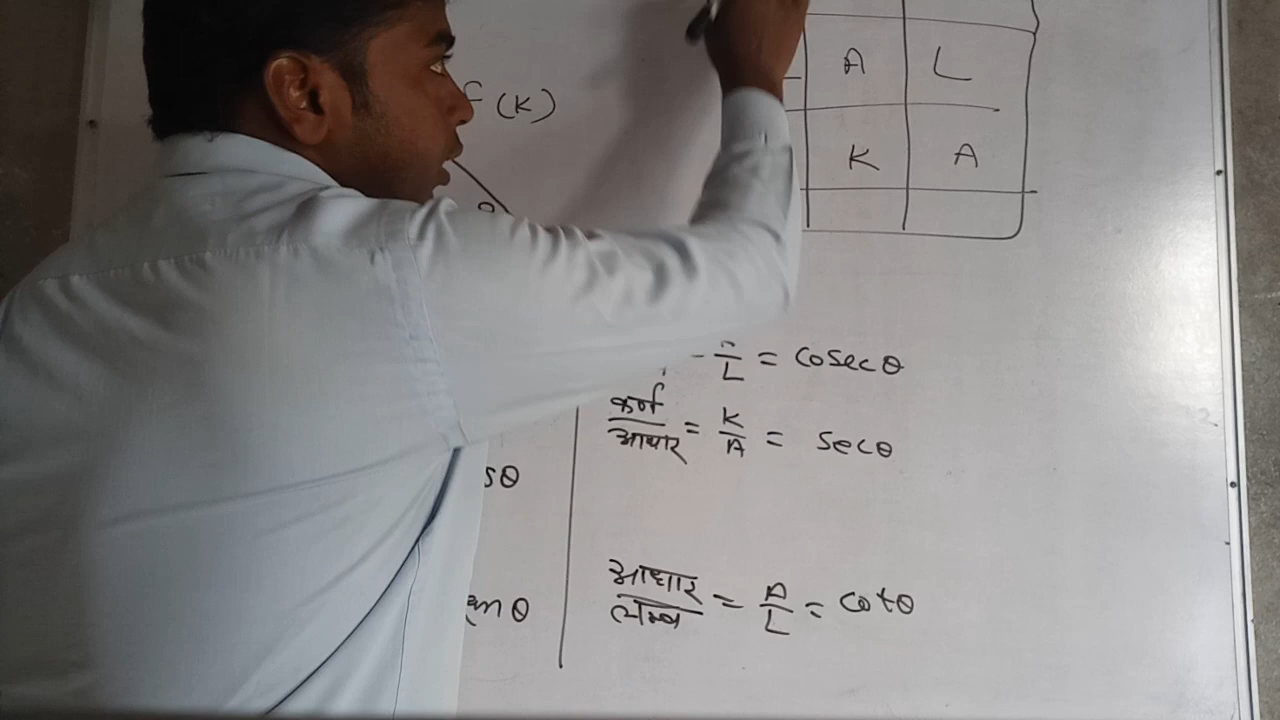 A L
(K)
K A
θ
/L = cosecθ
कर्ण/आधार = K/A = secθ
sθ
आधार/लम्ब = A/L = cotθ
anθ